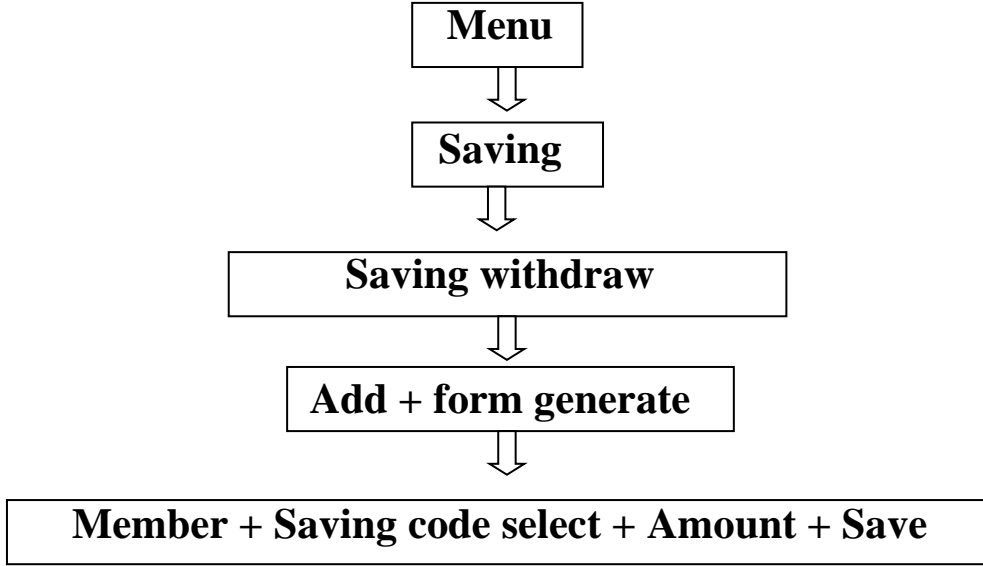 Menu
Saving
Saving withdraw
Add + form generate
Member + Saving code select + Amount + Save